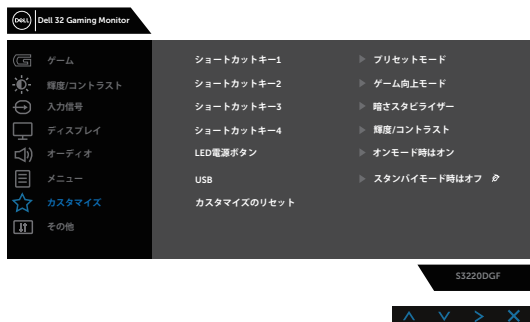 DELL Dell 32 Gaming Monitor
ゲーム
輝度/コントラスト
入力信号
ディスプレイ
オーディオ
メニュー
カスタマイズ
その他
ショートカットキー1 プリセットモード
ショートカットキー2 ゲーム向上モード
ショートカットキー3 暗さスタビライザー
ショートカットキー4 輝度/コントラスト
LED電源ボタン オンモード時はオン
USB スタンバイモード時はオフ
カスタマイズのリセット
S3220DGF